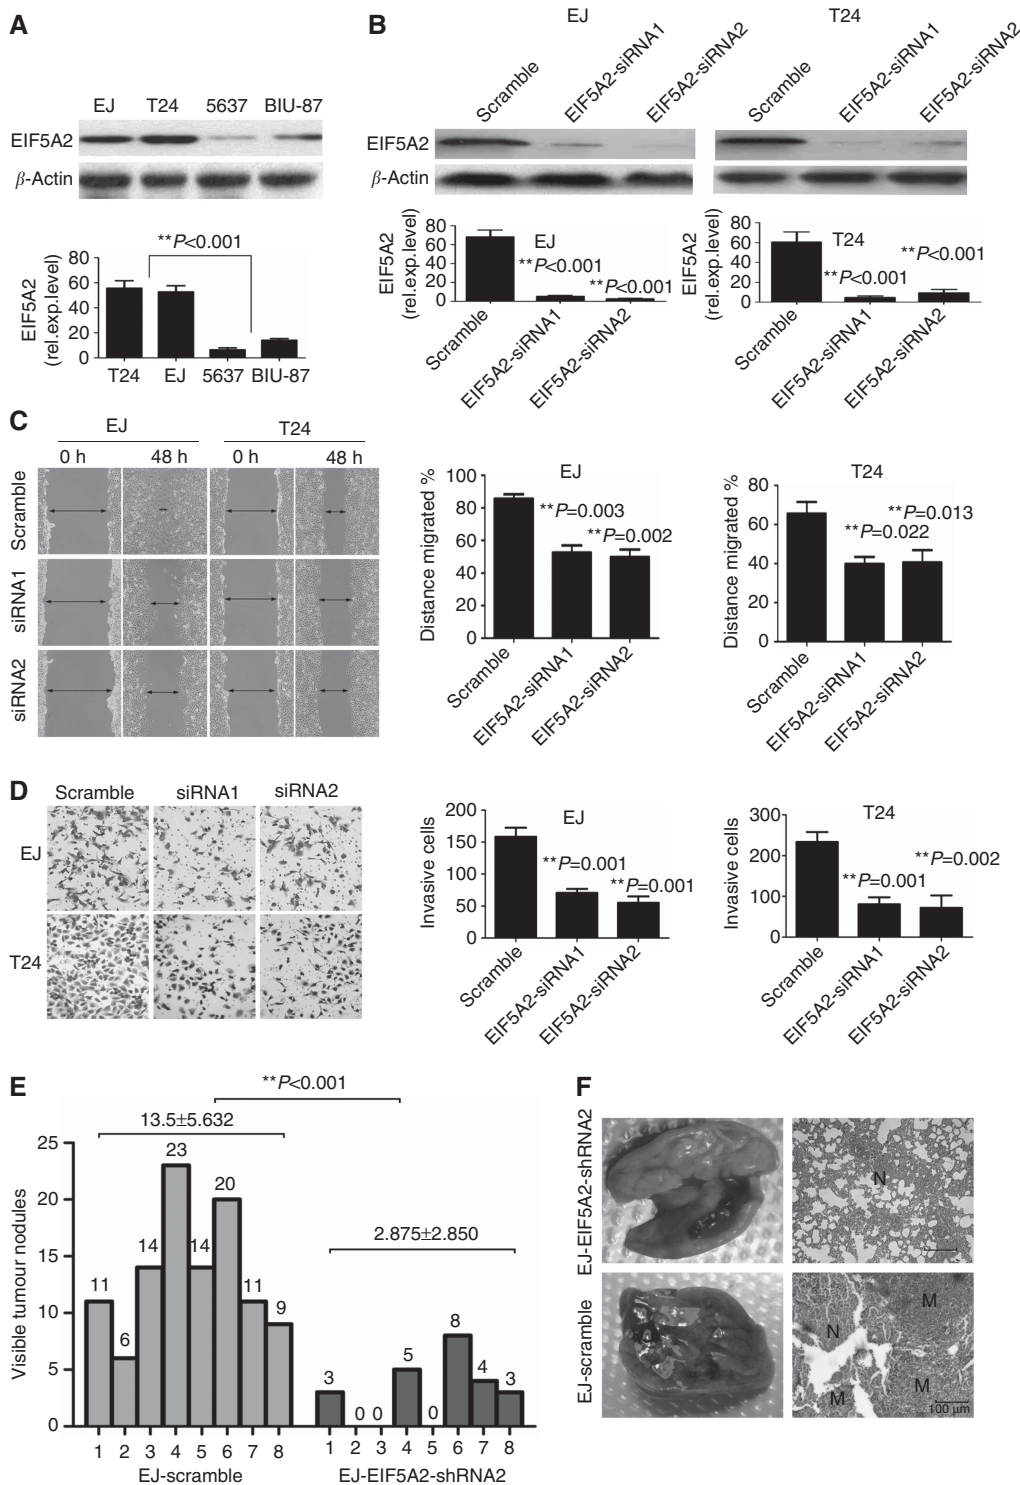 A
EJ T24 5637 BIU-87
EIF5A2
β-Actin
**P<0.001
EIF5A2
(rel.exp.level)
80
60
40
20
0
T24 EJ 5637 BIU-87
B
EJ T24
Scramble EIF5A2-siRNA1 EIF5A2-siRNA2 Scramble EIF5A2-siRNA1 EIF5A2-siRNA2
EIF5A2
β-Actin
EIF5A2
(rel.exp.level)
80
60
40
20
0
EJ
**P<0.001
**P<0.001
Scramble EIF5A2-siRNA1 EIF5A2-siRNA2
EIF5A2
(rel.exp.level)
80
60
40
20
0
T24
**P<0.001
**P<0.001
Scramble EIF5A2-siRNA1 EIF5A2-siRNA2
C
EJ T24
0 h 48 h 0 h 48 h
Scramble
siRNA1
siRNA2
EJ
Distance migrated %
100
80
60
40
20
0
**P=0.003
**P=0.002
Scramble EIF5A2-siRNA1 EIF5A2-siRNA2
T24
Distance migrated %
80
60
40
20
0
**P=0.013
**P=0.022
Scramble EIF5A2-siRNA1 EIF5A2-siRNA2
D
Scramble siRNA1 siRNA2
EJ
T24
EJ
Invasive cells
200
150
100
50
0
**P=0.001
**P=0.001
Scramble EIF5A2-siRNA1 EIF5A2-siRNA2
T24
Invasive cells
300
200
100
0
**P=0.002
**P=0.001
Scramble EIF5A2-siRNA1 EIF5A2-siRNA2
E
**P<0.001
13.5±5.632
2.875±2.850
Visible tumour nodules
25
20
15
10
5
0
11 6 14 23 14 20 11 9 3 0 0 5 0 8 4 3
1 2 3 4 5 6 7 8 1 2 3 4 5 6 7 8
EJ-scramble EJ-EIF5A2-shRNA2
F
EJ-EIF5A2-shRNA2
N
EJ-scramble
M
N
M
M
100 μm